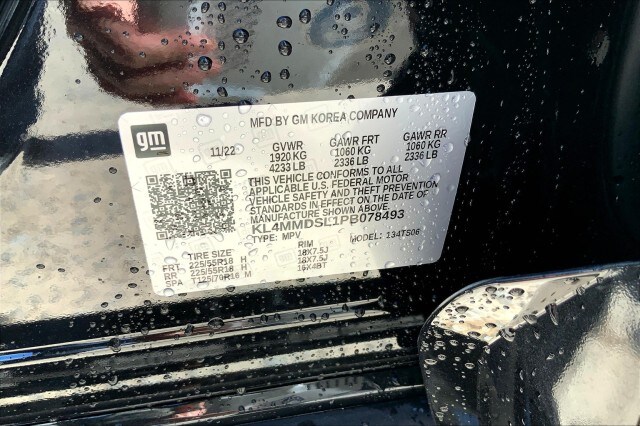 MFD BY GM KOREA COMPANY
gm
11/22 GVWR GAWR FRT GAWR RR
1920 KG 1060 KG 1060 KG
4233 LB 2336 LB 2336 LB
THIS VEHICLE CONFORMS TO ALL
APPLICABLE U.S. FEDERAL MOTOR
VEHICLE SAFETY AND THEFT PREVENTION
STANDARDS IN EFFECT ON THE DATE OF
MANUFACTURE SHOWN ABOVE.
KL4MMDSL1PB078493
TYPE: MPV MODEL: 134TS06
TIRE SIZE RIM
FRT 225/55R18 H 18X7.5J
RR 225/55R18 H 18X7.5J
SPA T125/70R16 M 16X4BT